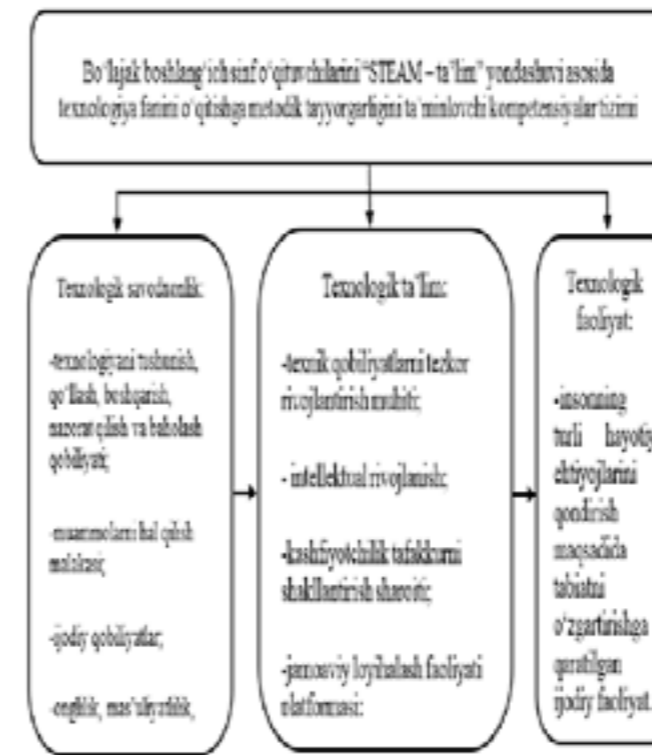 Bo‘lajak boshlang‘ich sinf o‘qituvchilarini “STEAM – ta’lim” yondashuvi asosida
texnologiya fanini o‘qitishga metodik tayyorgarligini ta’minlovchi kompetensiyalar tizimi
Texnologik savodxonlik:
-texnologiyani tushunish,
qo‘llash, boshqarish,
nazorat qilish va baholash
qobiliyati;
-muammolarni hal qilish
malakasi;
-ijodiy qobiliyatlar;
-ongli­lik, mas’uliyatlilik,
Texnologik ta’lim:
-texnik qobiliyatlarni tezkor
rivojlantirish muhiti;
- intellektual rivojlanish;
-kashfiyotchilik tafakkurni
shakllantirish sharoiti;
-jamoaviy loyihalash faoliyati
platformasi:
Texnologik
faoliyat:
-insonning
turli hayotiy
ehtiyojlarini
qondirish
maqsadida
tabiatni
o‘zgartirishga
qaratilgan
ijodiy faoliyat.